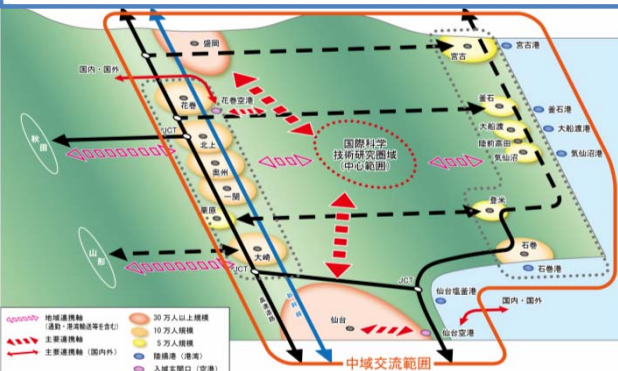 盛岡
宮古
宮古港
国内・国外
花巻
花巻空港
釜石
釜石港
JCT
北上
国際科学
技術研究圏域
(中心範囲)
大船渡
大船渡港
陸前高田
気仙沼
気仙沼港
秋田
奥州
一関
栗原
登米
山形
大崎
石巻
石巻港
JCT
JCT
高速道路
新幹線
仙台塩釜港
国内・国外
仙台
仙台空港
中域交流範囲
地域連携軸
(通勤・港湾輸送等を含む)
主要連携軸
主要連携軸(国内外)
30万人以上規模
10万人規模
5万人規模
陸揚港(港湾)
入域玄関口(空港)